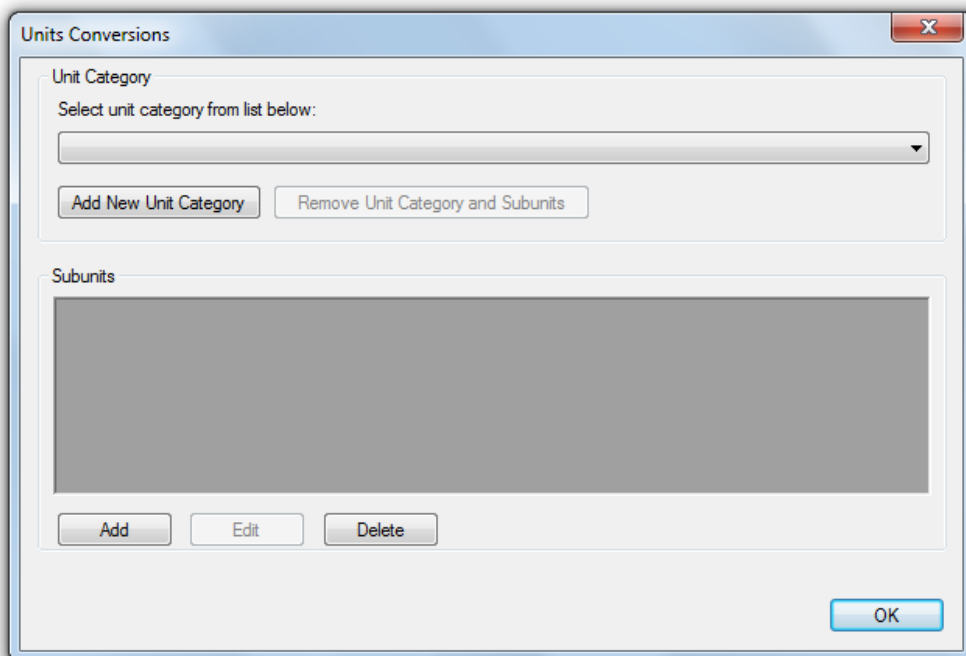 Units Conversions
Unit Category
Select unit category from list below:
Add New Unit Category
Remove Unit Category and Subunits
Subunits
Add
Edit
Delete
OK